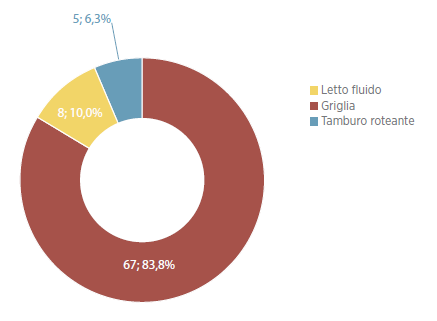 5; 6,3%
8; 10,0%
67; 83,8%
Letto fluido
Griglia
Tamburo roteante